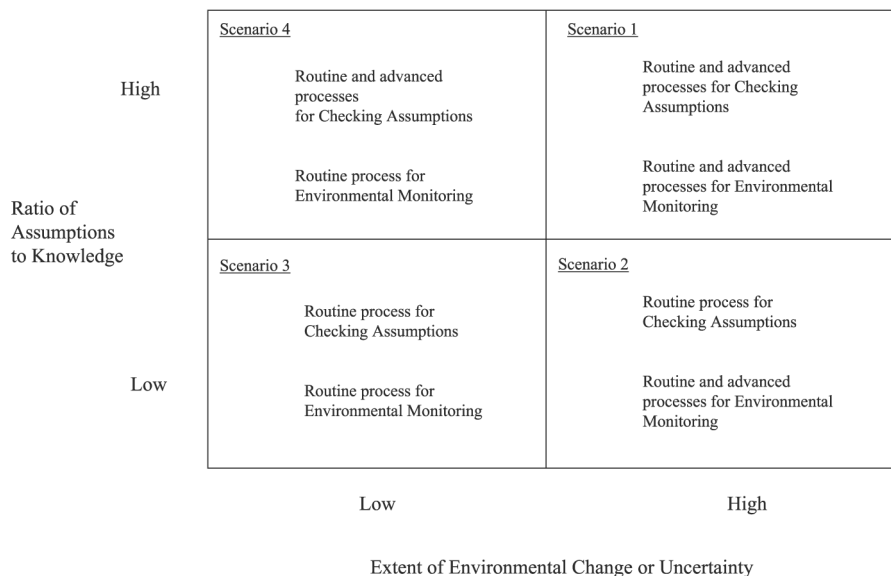 Scenario 4
Routine and advanced
processes
for Checking Assumptions
Routine process for
Environmental Monitoring
Scenario 1
Routine and advanced
processes for Checking
Assumptions
Routine and advanced
processes for Environmental
Monitoring
High
Ratio of
Assumptions
to Knowledge
Scenario 3
Routine process for
Checking Assumptions
Routine process for
Environmental Monitoring
Scenario 2
Routine process for
Checking Assumptions
Routine and advanced
processes for Environmental
Monitoring
Low
Low
High
Extent of Environmental Change or Uncertainty